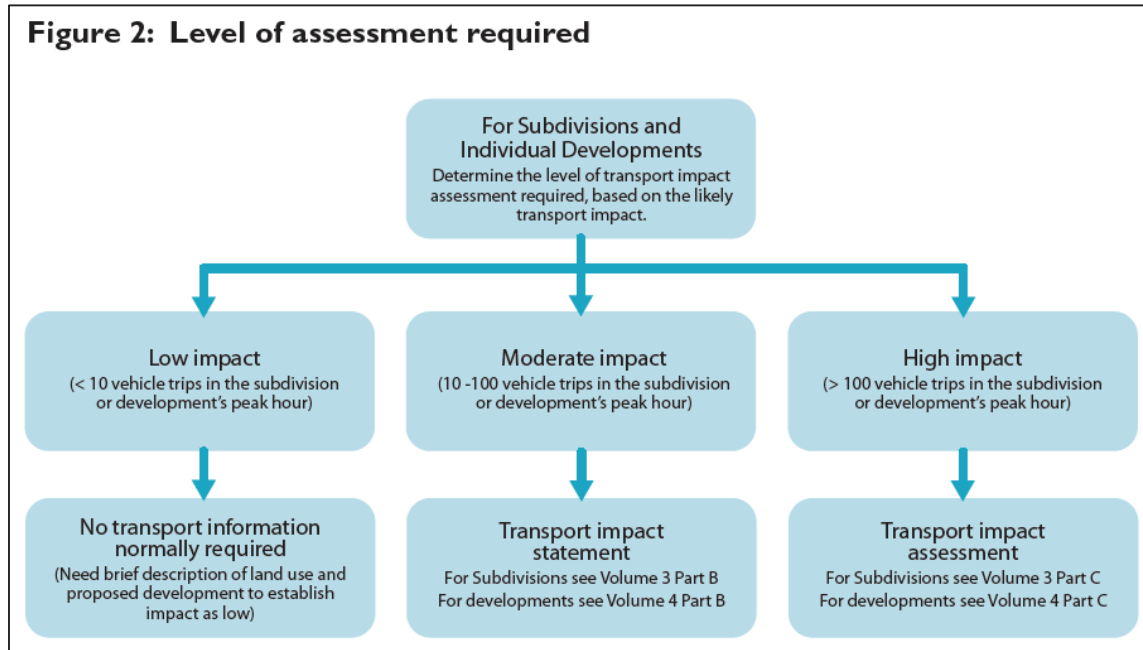 Figure 2: Level of assessment required
For Subdivisions and
Individual Developments
Determine the level of transport impact
assessment required, based on the likely
transport impact.
Low impact
(< 10 vehicle trips in the subdivision
or development's peak hour)
Moderate impact
(10 -100 vehicle trips in the subdivision
or development's peak hour)
High impact
(> 100 vehicle trips in the subdivision
or development's peak hour)
No transport information
normally required
(Need brief description of land use and
proposed development to establish
impact as low)
Transport impact
statement
For Subdivisions see Volume 3 Part B
For developments see Volume 4 Part B
Transport impact
assessment
For Subdivisions see Volume 3 Part C
For developments see Volume 4 Part C